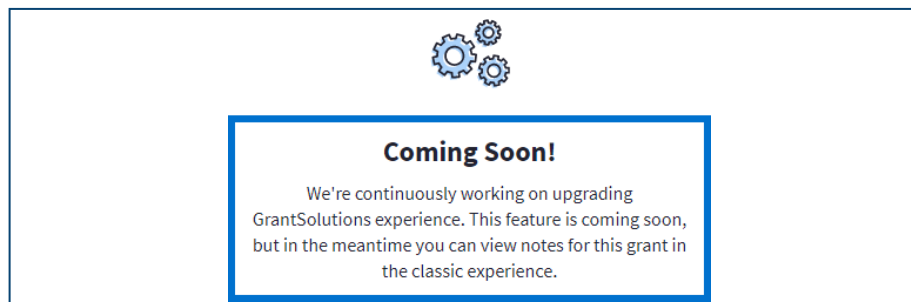 Coming Soon!
We're continuously working on upgrading
GrantSolutions experience. This feature is coming soon,
but in the meantime you can view notes for this grant in
the classic experience.